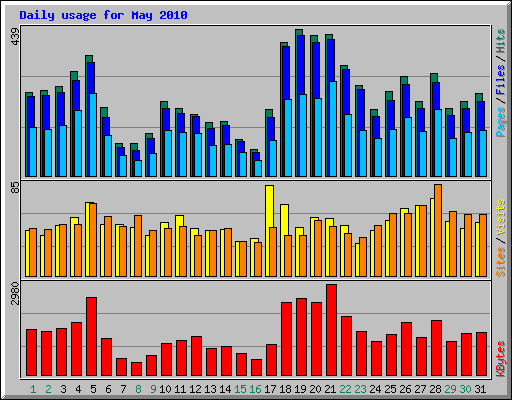 Daily usage for May 2010
439
Pages / Files / Hits
85
Sites / Visits
2980
KBytes
1 2 3 4 5 6 7 8 9 10 11 12 13 14 15 16 17 18 19 20 21 22 23 24 25 26 27 28 29 30 31